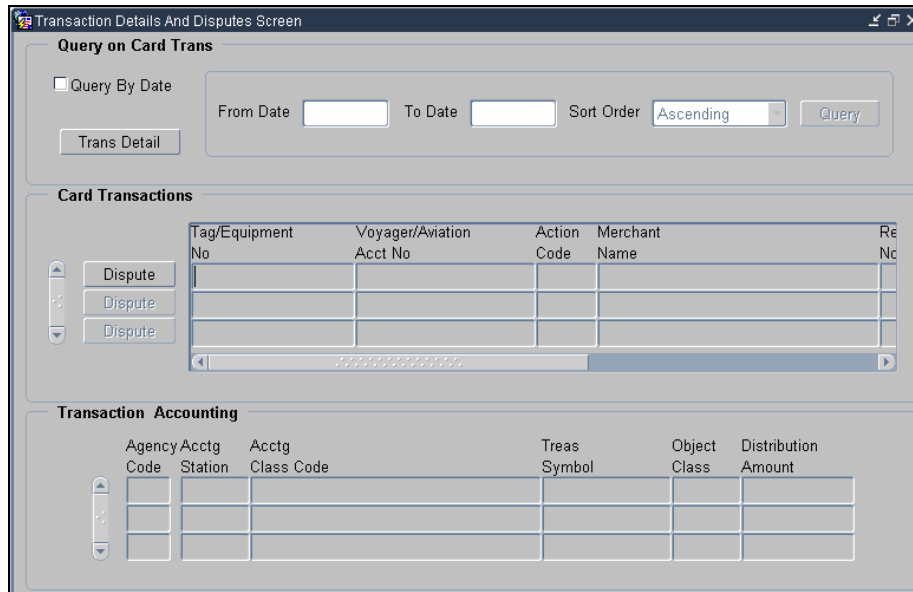 Transaction Details And Disputes Screen
Query on Card Trans
Query By Date
From Date To Date Sort Order Ascending Query
Trans Detail
Card Transactions
Tag/Equipment Voyager/Aviation Action Merchant Re
No Acct No Code Name No
Dispute
Dispute
Dispute
Transaction Accounting
Agency Acctg Acctg Treas Object Distribution
Code Station Class Code Symbol Class Amount